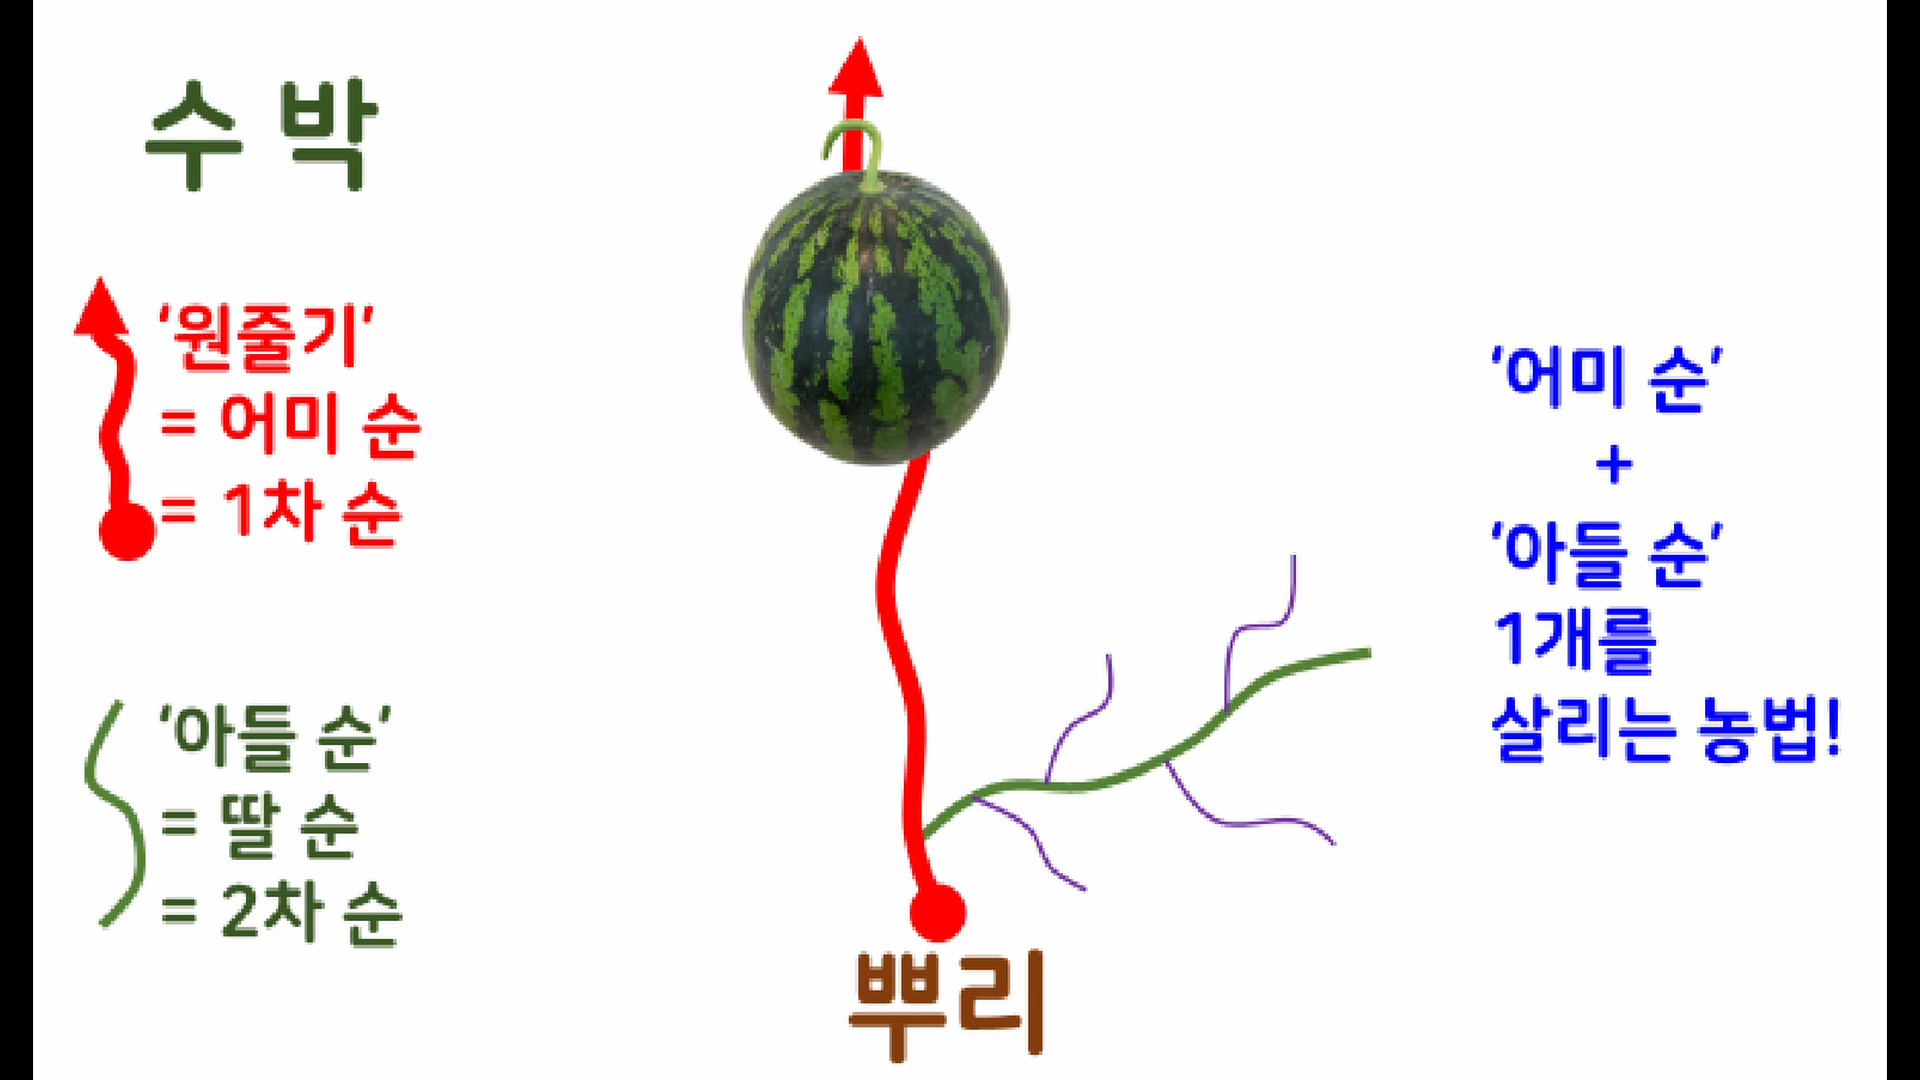 수 박
‘원줄기’
= 어미 순
= 1차 순
‘아들 순’
= 딸 순
= 2차 순
‘어미 순’
+
‘아들 순’
1개를
살리는 농법!
뿌리